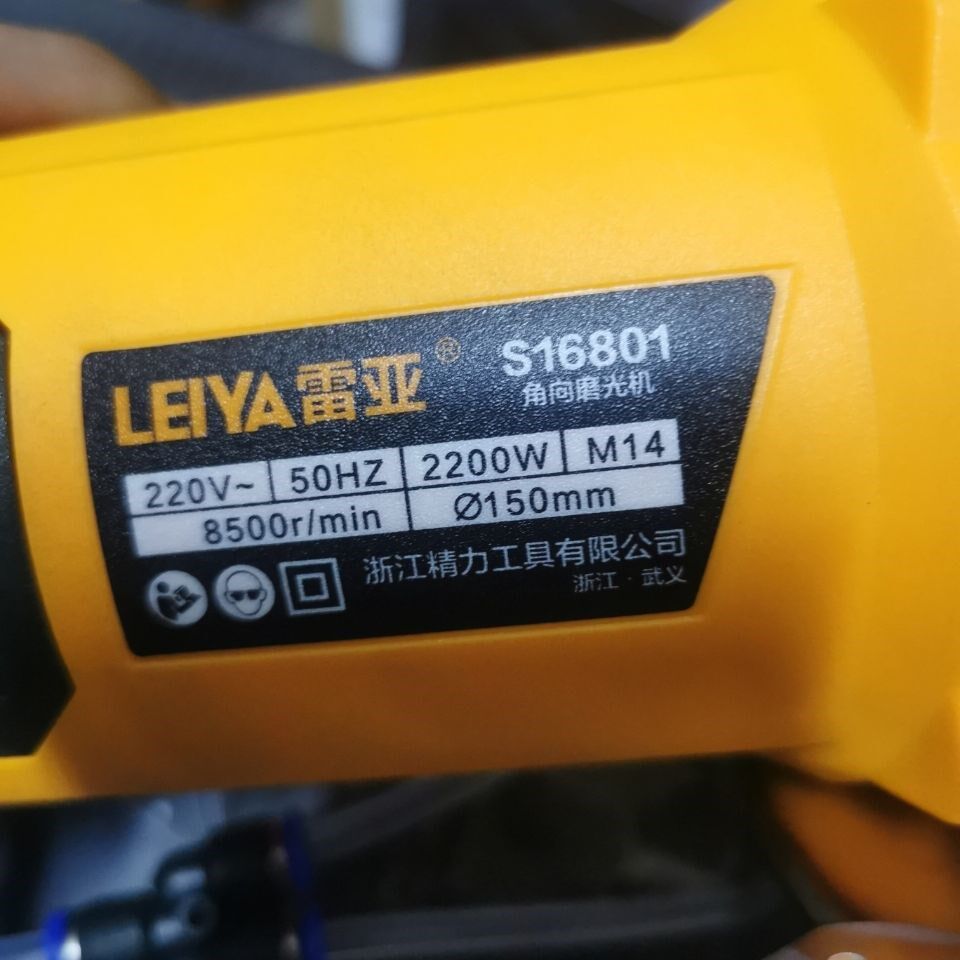 LEIYA雷亚®
S16801
角向磨光机
220V~ 50HZ 2200W M14
8500r/min Ø150mm
浙江精力工具有限公司
浙江·武义